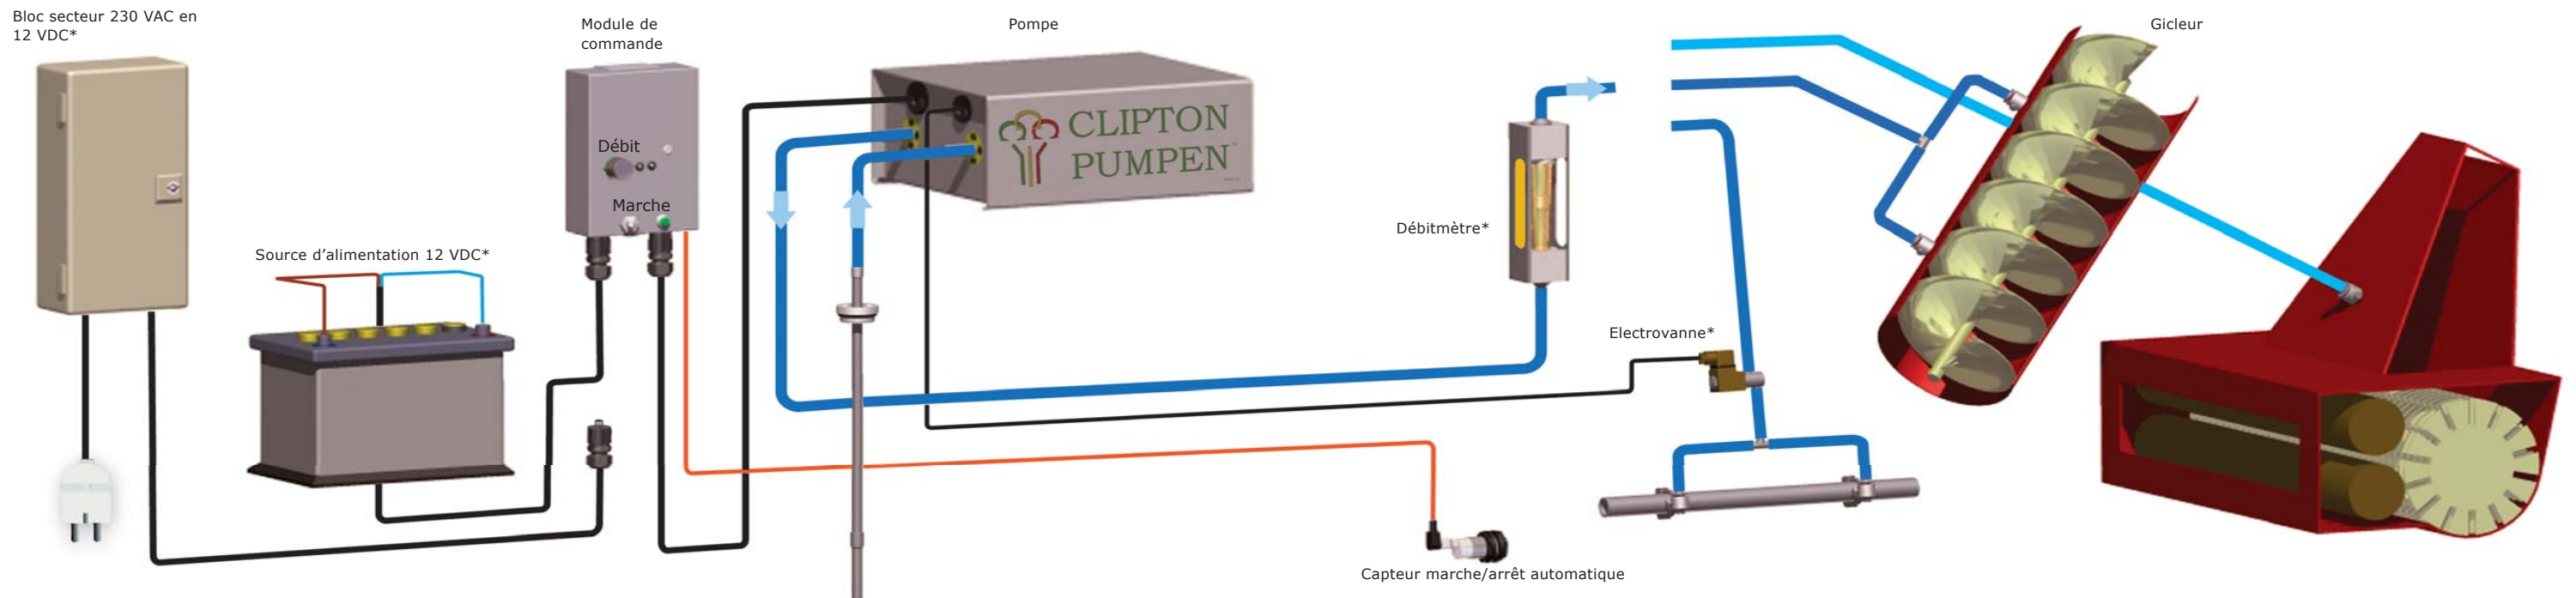 Bloc secteur 230 VAC en
12 VDC*
Module de
commande
Pompe
Gicleur
CLIPTON
PUMPEN
Débit
Marche
Débitmètre*
Source d’alimentation 12 VDC*
Electrovanne*
Capteur marche/arrêt automatique